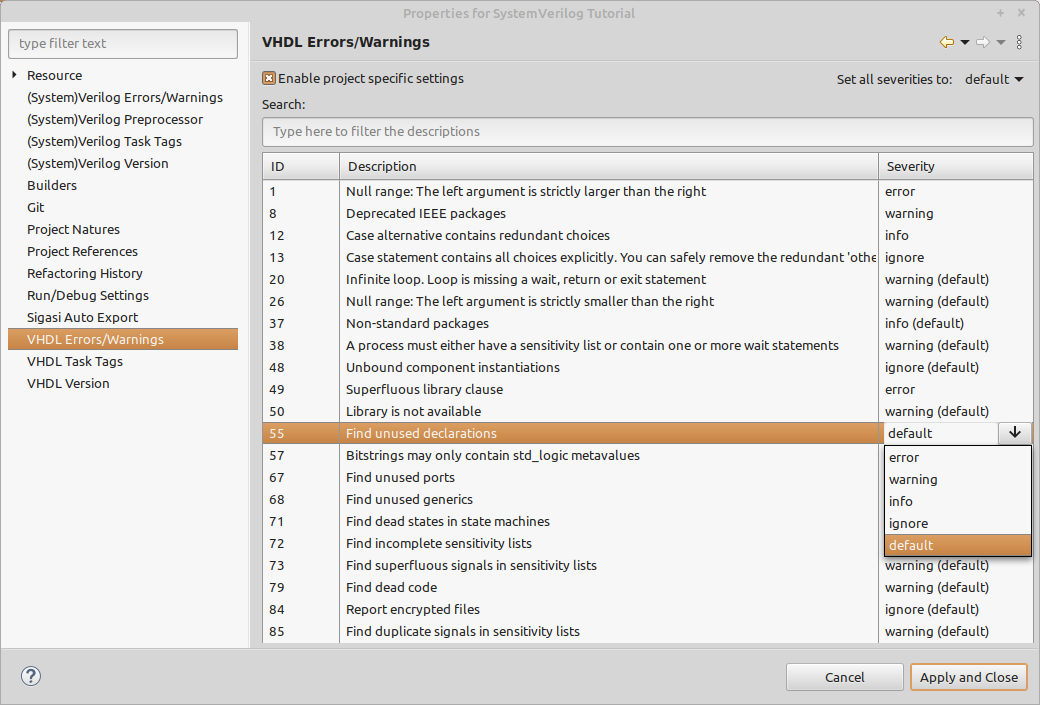 Properties for SystemVerilog Tutorial
type filter text
Resource
(System)Verilog Errors/Warnings
(System)Verilog Preprocessor
(System)Verilog Task Tags
(System)Verilog Version
Builders
Git
Project Natures
Project References
Refactoring History
Run/Debug Settings
Sigasi Auto Export
VHDL Errors/Warnings
VHDL Task Tags
VHDL Version
VHDL Errors/Warnings
Enable project specific settings
Set all severities to: default
Search:
Type here to filter the descriptions
ID Description Severity
1 Null range: The left argument is strictly larger than the right error
8 Deprecated IEEE packages warning
12 Case alternative contains redundant choices info
13 Case statement contains all choices explicitly. You can safely remove the redundant 'othe ignore
20 Infinite loop. Loop is missing a wait, return or exit statement warning (default)
26 Null range: The left argument is strictly smaller than the right warning (default)
37 Non-standard packages info (default)
38 A process must either have a sensitivity list or contain one or more wait statements warning (default)
48 Unbound component instantiations ignore (default)
49 Superfluous library clause error
50 Library is not available warning (default)
55 Find unused declarations default
57 Bitstrings may only contain std_logic metavalues error
67 Find unused ports warning
68 Find unused generics info
71 Find dead states in state machines ignore
72 Find incomplete sensitivity lists default
73 Find superfluous signals in sensitivity lists warning (default)
79 Find dead code warning (default)
84 Report encrypted files ignore (default)
85 Find duplicate signals in sensitivity lists warning (default)
?
Cancel
Apply and Close